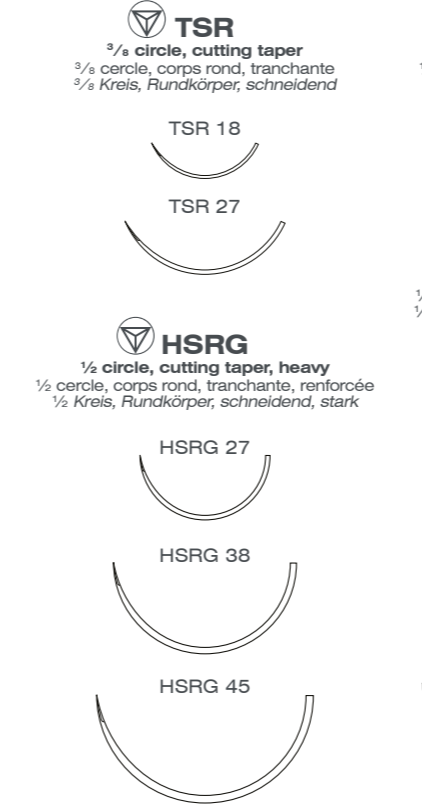 TSR
³/₈ circle, cutting taper
³/₈ cercle, corps rond, tranchante
³/₈ Kreis, Rundkörper, schneidend
TSR 18
TSR 27
HSRG
½ circle, cutting taper, heavy
½ cercle, corps rond, tranchante, renforcée
½ Kreis, Rundkörper, schneidend, stark
HSRG 27
HSRG 38
HSRG 45